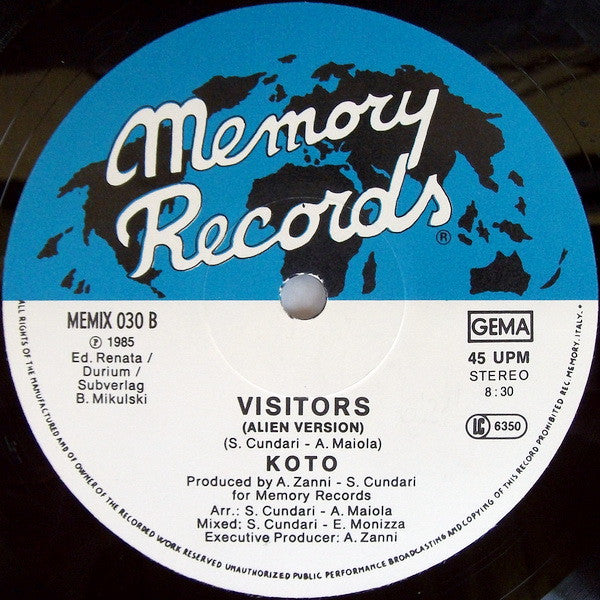 Memory
Records®
MEMIX 030 B
℗ 1985
Ed. Renata /
Durium /
Subverlag
B. Mikulski
GEMA
45 UPM
STEREO
8:30
LC 6350
VISITORS
(ALIEN VERSION)
(S. Cundari - A. Maiola)
KOTO
Produced by A. Zanni - S. Cundari
for Memory Records
Arr.: S. Cundari - A. Maiola
Mixed: S. Cundari - E. Monizza
Executive Producer: A. Zanni
ALL RIGHTS OF THE MANUFACTURED AND OF OWNER OF THE RECORDED WORK RESERVED UNAUTHORIZED PUBLIC PERFORMANCE BROADCASTING AND COPYING OF THIS RECORD PROHIBITED REC. MEMORY. ITALY. •